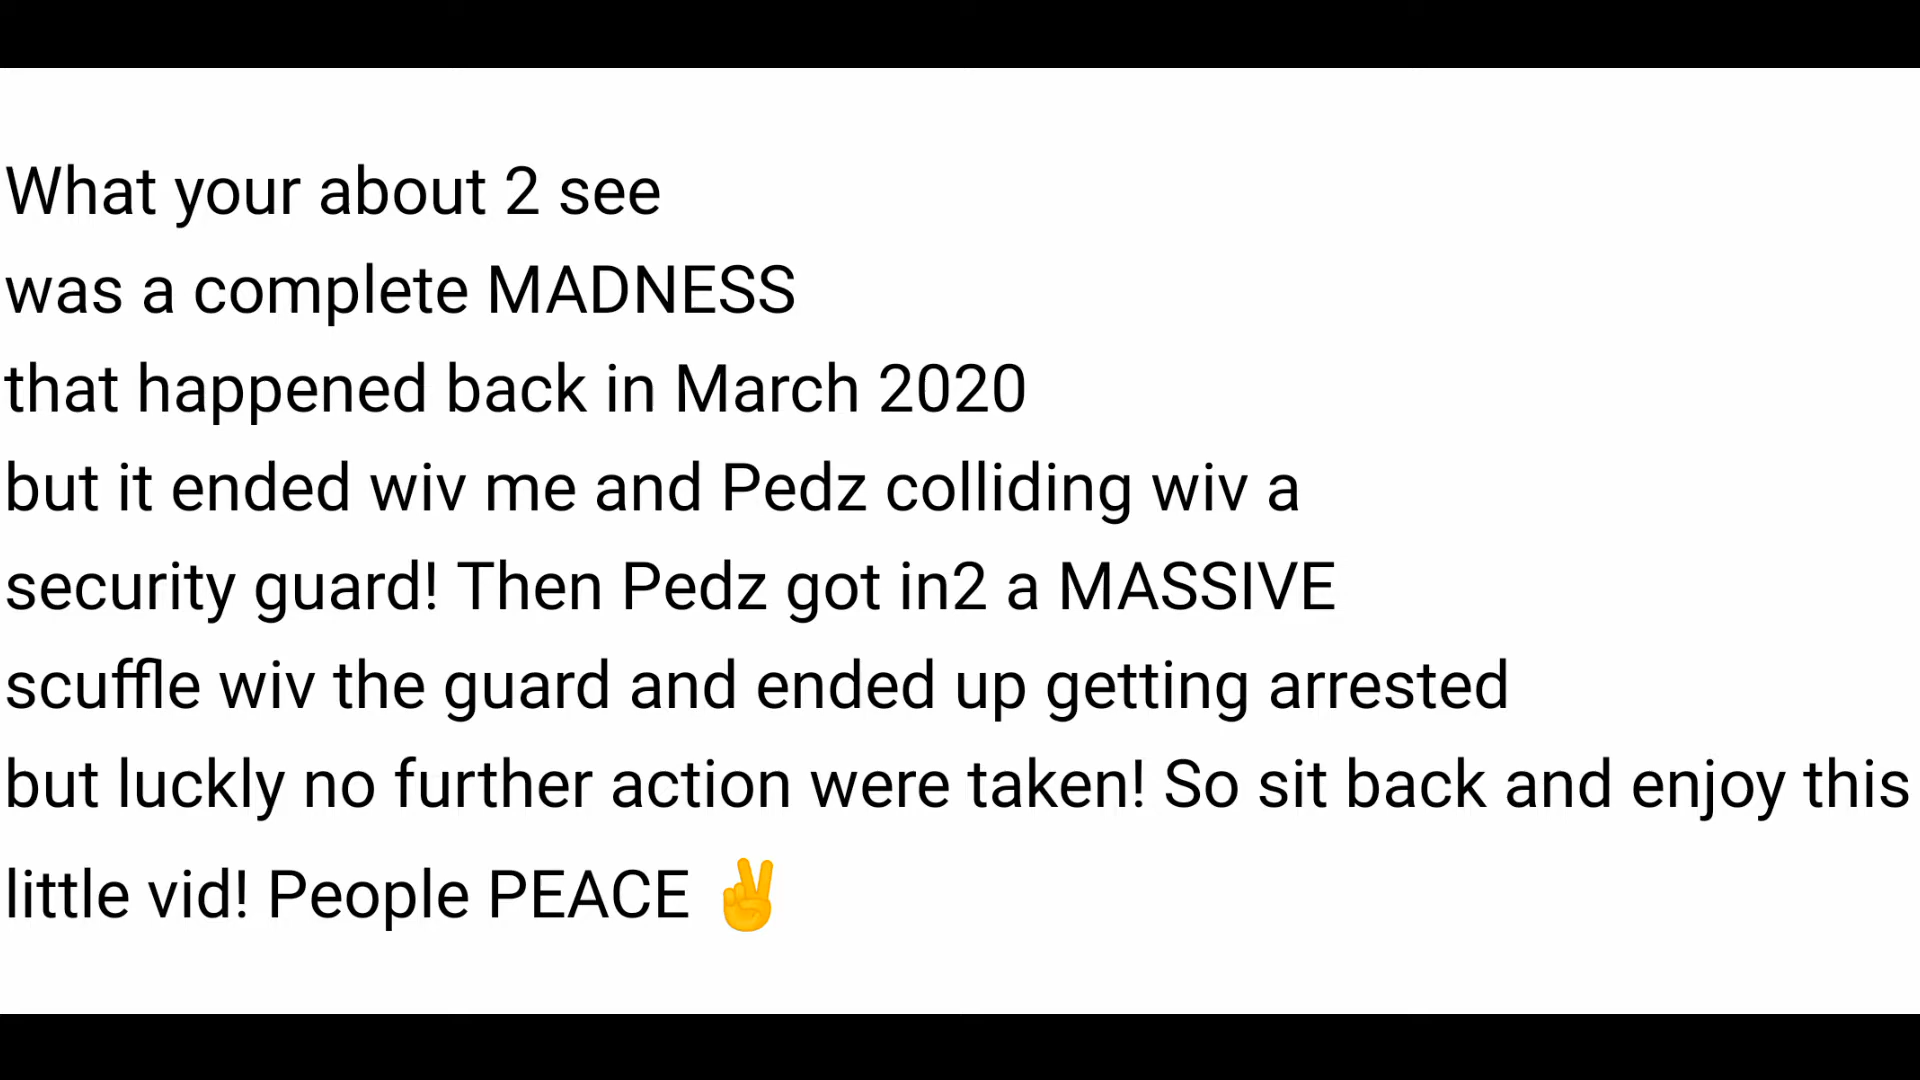 What your about 2 see
was a complete MADNESS
that happened back in March 2020
but it ended wiv me and Pedz colliding wiv a
security guard! Then Pedz got in2 a MASSIVE
scuffle wiv the guard and ended up getting arrested
but luckly no further action were taken! So sit back and enjoy this
little vid! People PEACE ✌